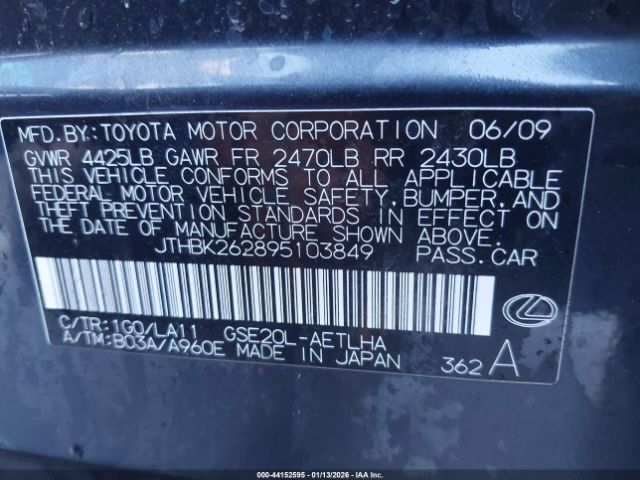 MFD.BY:TOYOTA MOTOR CORPORATION 06/09
GVWR 4425LB GAWR FR 2470LB RR 2430LB
THIS VEHICLE CONFORMS TO ALL APPLICABLE
FEDERAL MOTOR VEHICLE SAFETY,BUMPER,AND
THEFT PREVENTION STANDARDS IN EFFECT ON
THE DATE OF MANUFACTURE SHOWN ABOVE.
JTHBK262895103849 PASS.CAR
C/TR:1G0/LA11 GSE20L-AETLHA
A/TM:B03A/A960E MADE IN JAPAN
362 A
000-44152595 - 01/13/2026 - IAA Inc.